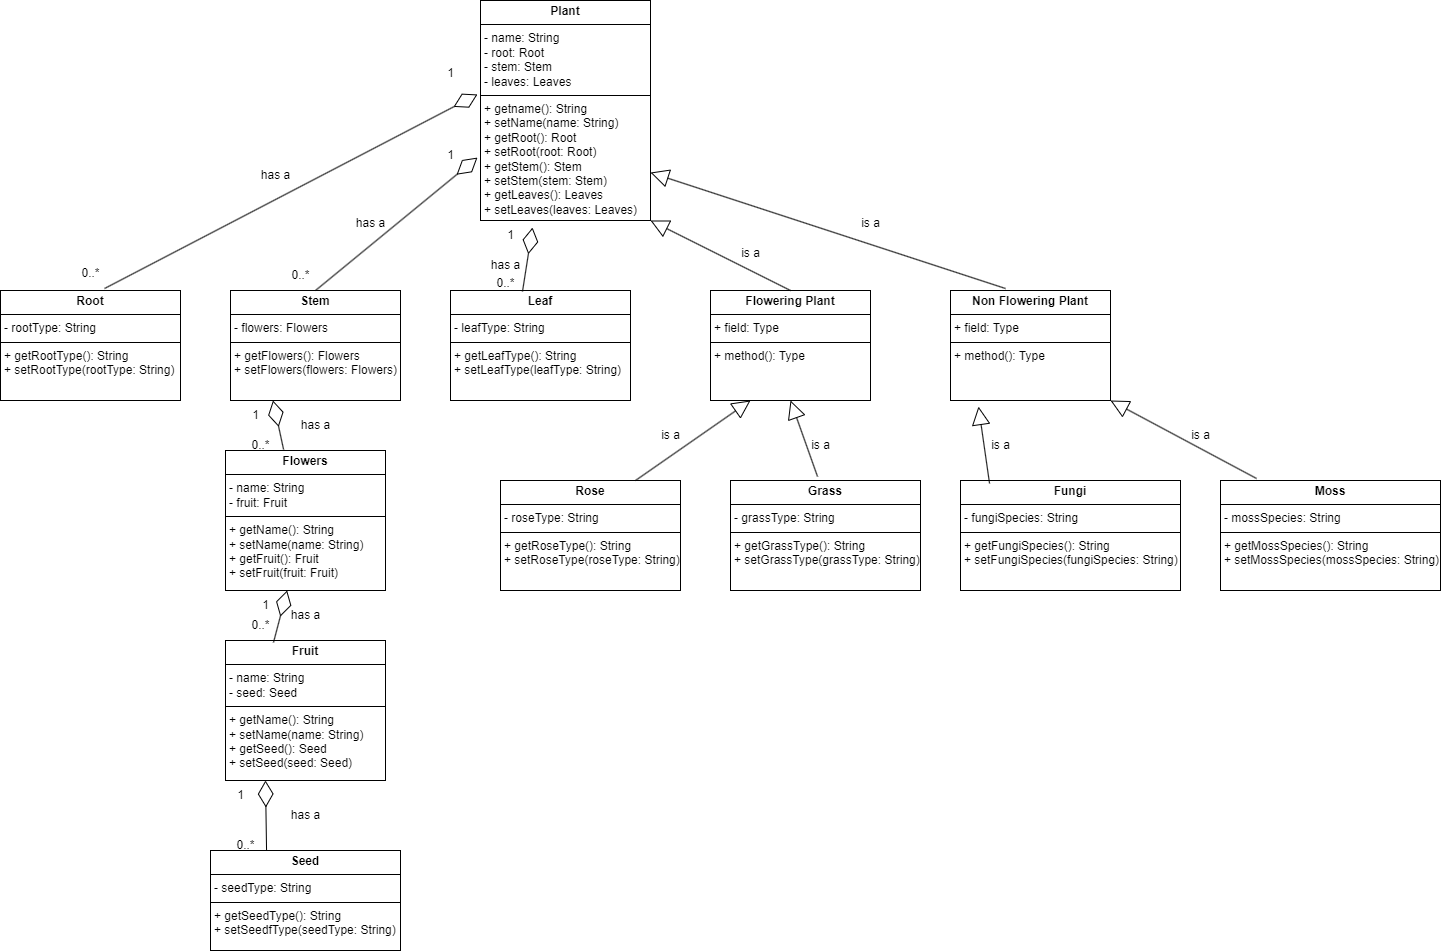 Plant
- name: String
- root: Root
- stem: Stem
- leaves: Leaves
+ getname(): String
+ setName(name: String)
+ getRoot(): Root
+ setRoot(root: Root)
+ getStem(): Stem
+ setStem(stem: Stem)
+ getLeaves(): Leaves
+ setLeaves(leaves: Leaves)
1
has a
0..*
1
has a
0..*
1
has a
0..*
is a
is a
Root
- rootType: String
+ getRootType(): String
+ setRootType(rootType: String)
Stem
- flowers: Flowers
+ getFlowers(): Flowers
+ setFlowers(flowers: Flowers)
Leaf
- leafType: String
+ getLeafType(): String
+ setLeafType(leafType: String)
Flowering Plant
+ field: Type
+ method(): Type
Non Flowering Plant
+ field: Type
+ method(): Type
1
has a
0..*
is a
is a
is a
is a
Flowers
- name: String
- fruit: Fruit
+ getName(): String
+ setName(name: String)
+ getFruit(): Fruit
+ setFruit(fruit: Fruit)
Rose
- roseType: String
+ getRoseType(): String
+ setRoseType(roseType: String)
Grass
- grassType: String
+ getGrassType(): String
+ setGrassType(grassType: String)
Fungi
- fungiSpecies: String
+ getFungiSpecies(): String
+ setFungiSpecies(fungiSpecies: String)
Moss
- mossSpecies: String
+ getMossSpecies(): String
+ setMossSpecies(mossSpecies: String)
1
has a
0..*
Fruit
- name: String
- seed: Seed
+ getName(): String
+ setName(name: String)
+ getSeed(): Seed
+ setSeed(seed: Seed)
1
has a
0..*
Seed
- seedType: String
+ getSeedType(): String
+ setSeedfType(seedType: String)